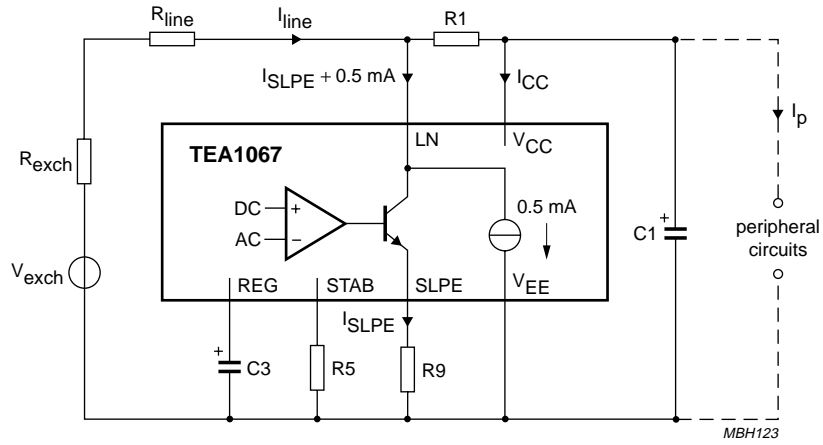 Rline
Iline
R1
ISLPE + 0.5 mA
ICC
Ip
TEA1067
LN
VCC
Rexch
DC
+
AC
−
0.5 mA
C1
+
peripheral
circuits
Vexch
REG
STAB
SLPE
VEE
ISLPE
+
C3
R5
R9
MBH123